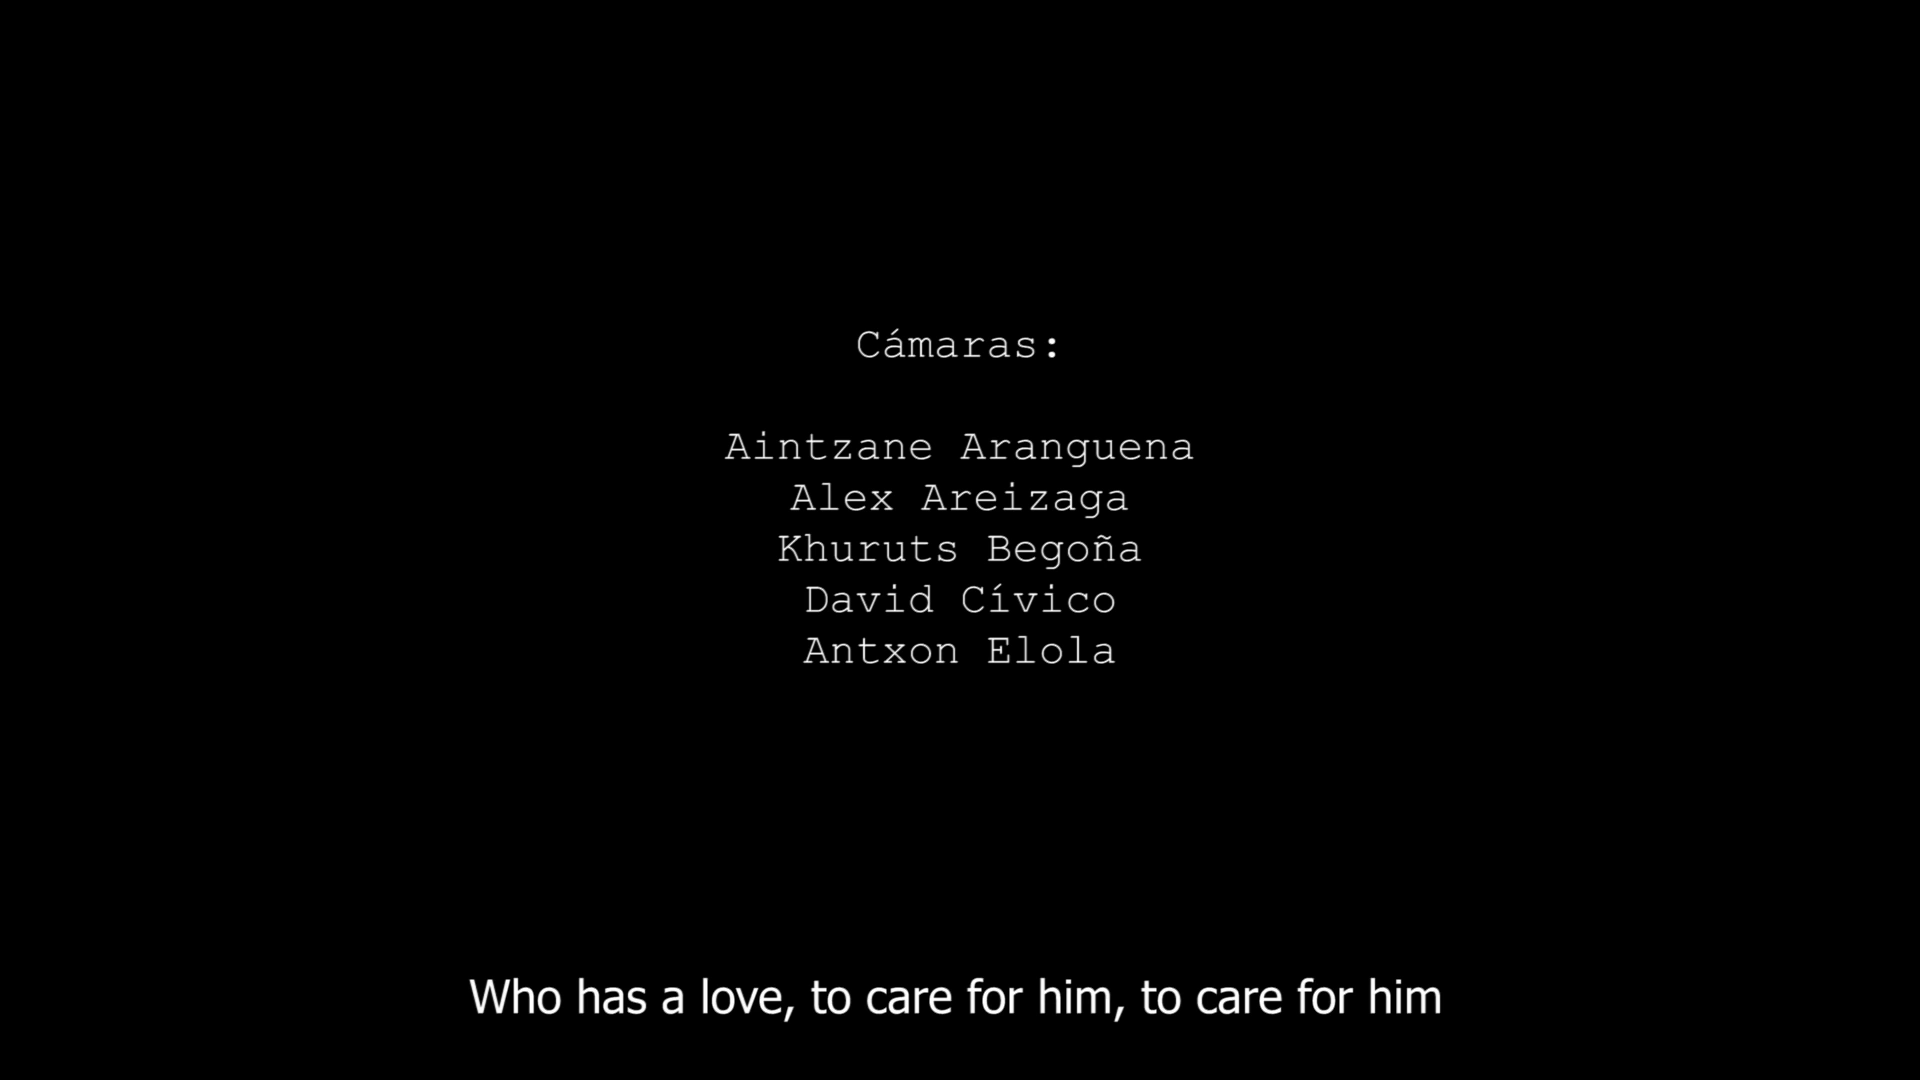 Cámaras:
Aintzane Aranguena
Alex Areizaga
Khuruts Begoña
David Cívico
Antxon Elola
Who has a love, to care for him, to care for him